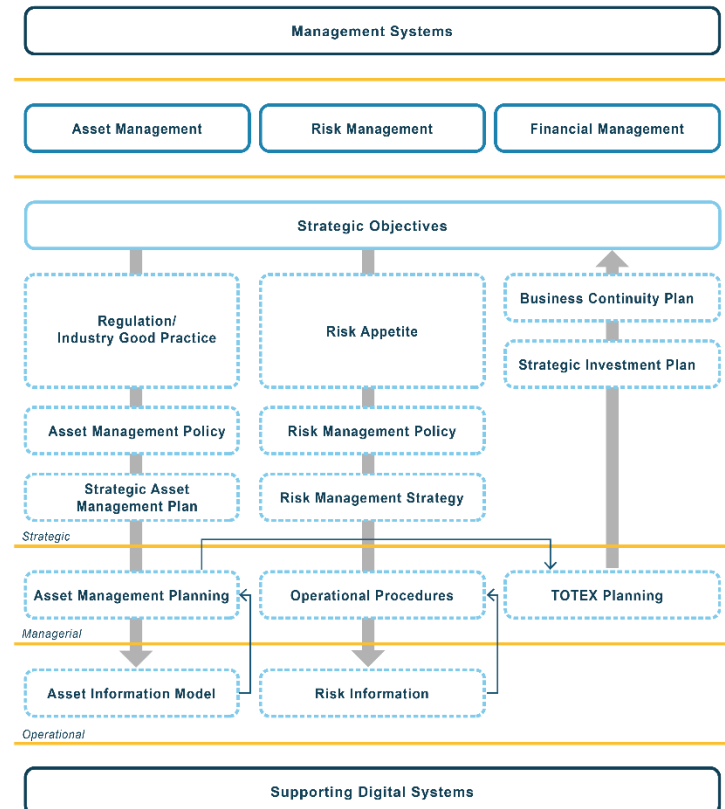 Management Systems
Asset Management
Risk Management
Financial Management
Strategic Objectives
Regulation/
Industry Good Practice
Risk Appetite
Business Continuity Plan
Strategic Investment Plan
Asset Management Policy
Risk Management Policy
Strategic Asset
Management Plan
Risk Management Strategy
Strategic
Asset Management Planning
Operational Procedures
TOTEX Planning
Managerial
Asset Information Model
Risk Information
Operational
Supporting Digital Systems